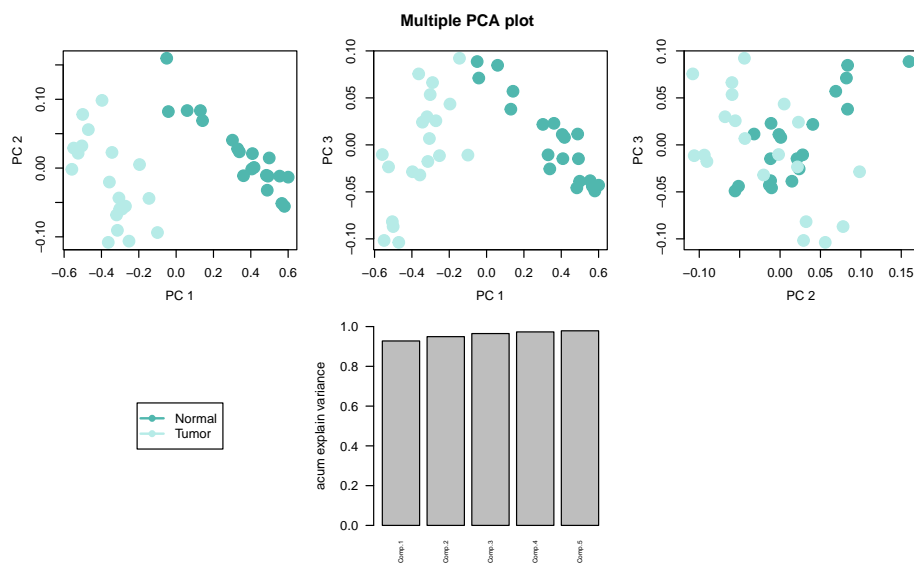 Multiple PCA plot
PC 2
0.10
0.00
−0.10
−0.6 −0.4 −0.2 0.0 0.2 0.4 0.6
PC 1
PC 3
0.10
0.05
0.00
−0.05
−0.10
−0.6 −0.4 −0.2 0.0 0.2 0.4 0.6
PC 1
PC 3
0.10
0.05
0.00
−0.05
−0.10
−0.10 0.00 0.05 0.10 0.15
PC 2
Normal
Tumor
acum explain variance
1.0
0.8
0.6
0.4
0.2
0.0
Comp.1 Comp.2 Comp.3 Comp.4 Comp.5